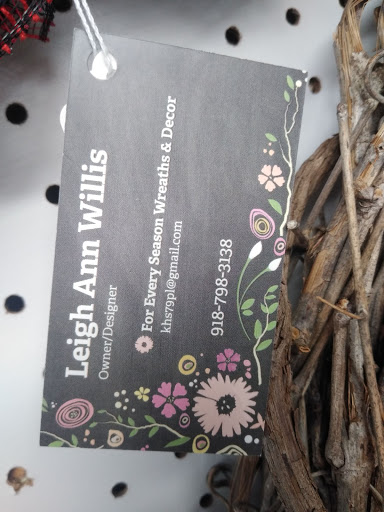 Leigh Ann Willis
Owner/Designer
For Every Season Wreaths & Decor
khs79pl@gmail.com
918-798-3138